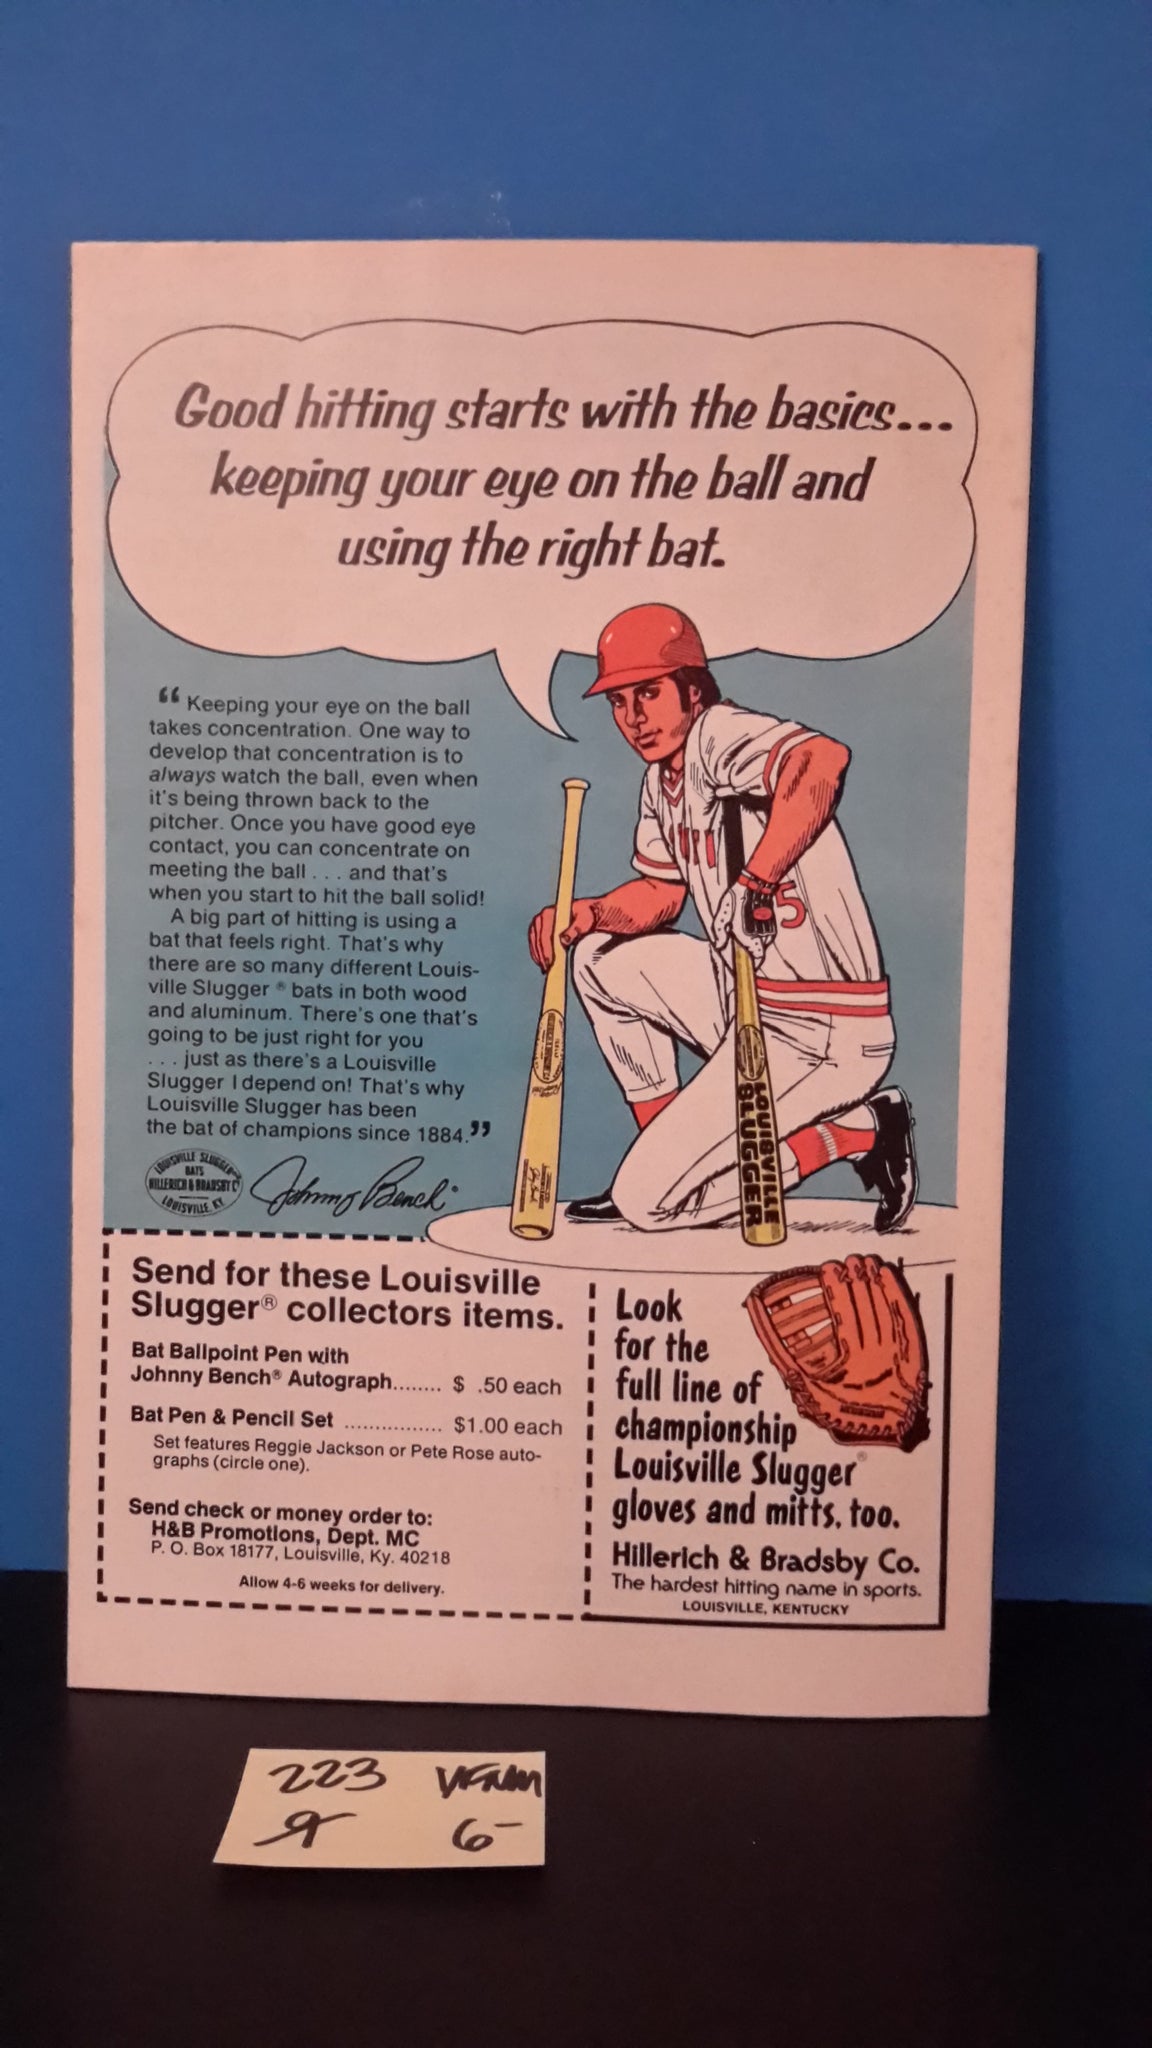 Good hitting starts with the basics...
keeping your eye on the ball and
using the right bat.
“ Keeping your eye on the ball
takes concentration. One way to
develop that concentration is to
always watch the ball, even when
it's being thrown back to the
pitcher. Once you have good eye
contact, you can concentrate on
meeting the ball . . . and that's
when you start to hit the ball solid!
A big part of hitting is using a
bat that feels right. That's why
there are so many different Louis-
ville Slugger ® bats in both wood
and aluminum. There's one that's
going to be just right for you
. . . just as there's a Louisville
Slugger I depend on! That's why
Louisville Slugger has been
the bat of champions since 1884.”
LOUISVILLE SLUGGER
BATS
HILLERICH & BRADSBY Co
LOUISVILLE, KY.
Johnny Bench
5
LOUISVILLE
SLUGGER
Send for these Louisville
Slugger® collectors items.
Bat Ballpoint Pen with
Johnny Bench® Autograph........ $ .50 each
Bat Pen & Pencil Set ................ $1.00 each
Set features Reggie Jackson or Pete Rose auto-
graphs (circle one).
Send check or money order to:
H&B Promotions, Dept. MC
P. O. Box 18177, Louisville, Ky. 40218
Allow 4-6 weeks for delivery.
Look
for the
full line of
championship
Louisville Slugger®
gloves and mitts, too.
Hillerich & Bradsby Co.
The hardest hitting name in sports.
LOUISVILLE, KENTUCKY
223 VFNM
6-